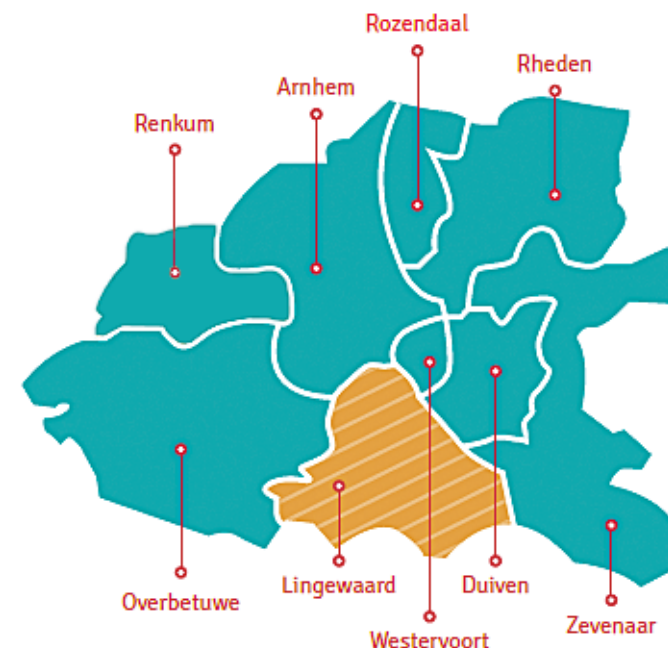 Rozendaal
Rheden
Arnhem
Renkum
Lingewaard
Duiven
Overbetuwe
Zevenaar
Westervoort